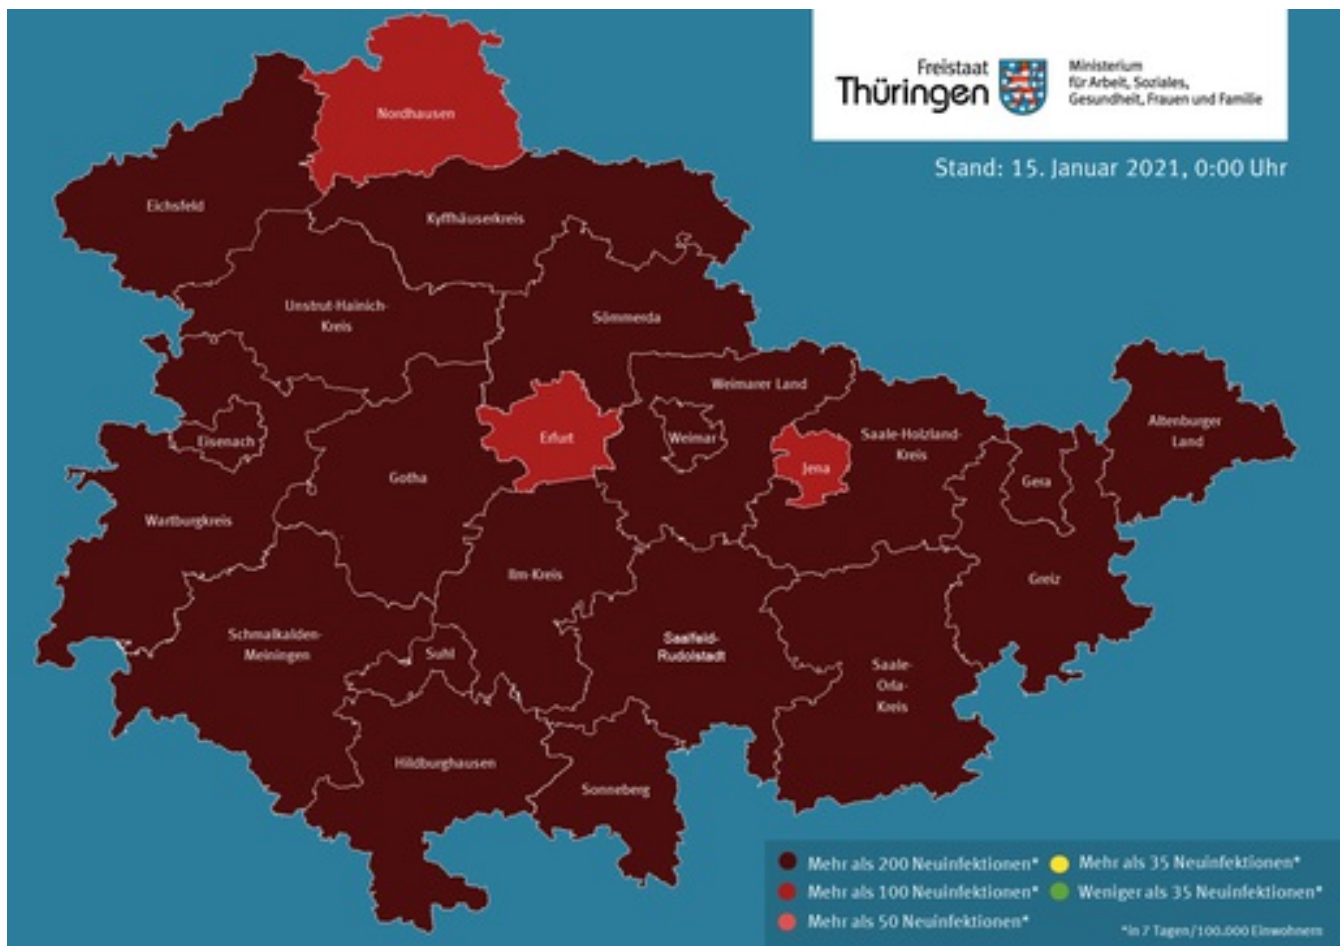 Freistaat
Thüringen
Ministerium
für Arbeit, Soziales,
Gesundheit, Frauen und Familie
Stand: 15. Januar 2021, 0:00 Uhr
Nordhausen
Eichsfeld
Kyffhäuserkreis
Unstrut-Hainich-
Kreis
Sömmerda
Weimarer Land
Altenburger
Land
Eisenach
Erfurt
Weimar
Saale-Holzland-
Kreis
Jena
Gotha
Gera
Wartburgkreis
Ilm-Kreis
Greiz
Schmalkalden-
Meiningen
Suhl
Saalfeld-
Rudolstadt
Saale-
Orla-
Kreis
Hildburghausen
Sonneberg
Mehr als 200 Neuinfektionen*
Mehr als 100 Neuinfektionen*
Mehr als 50 Neuinfektionen*
Mehr als 35 Neuinfektionen*
Weniger als 35 Neuinfektionen*
*in 7 Tagen/100.000 Einwohnern